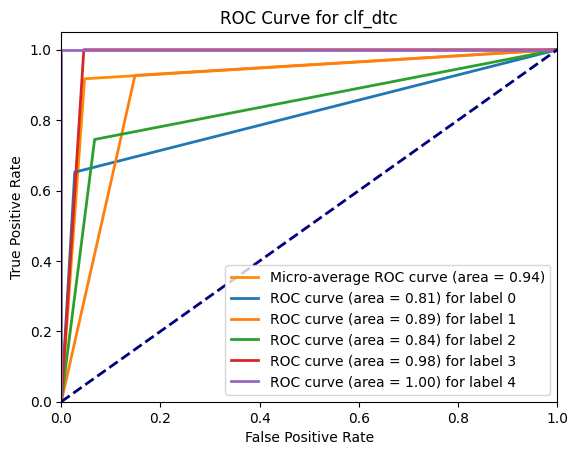 ROC Curve for clf_dtc
True Positive Rate
1.0
0.8
0.6
0.4
0.2
0.0
Micro-average ROC curve (area = 0.94)
ROC curve (area = 0.81) for label 0
ROC curve (area = 0.89) for label 1
ROC curve (area = 0.84) for label 2
ROC curve (area = 0.98) for label 3
ROC curve (area = 1.00) for label 4
0.0 0.2 0.4 0.6 0.8 1.0
False Positive Rate